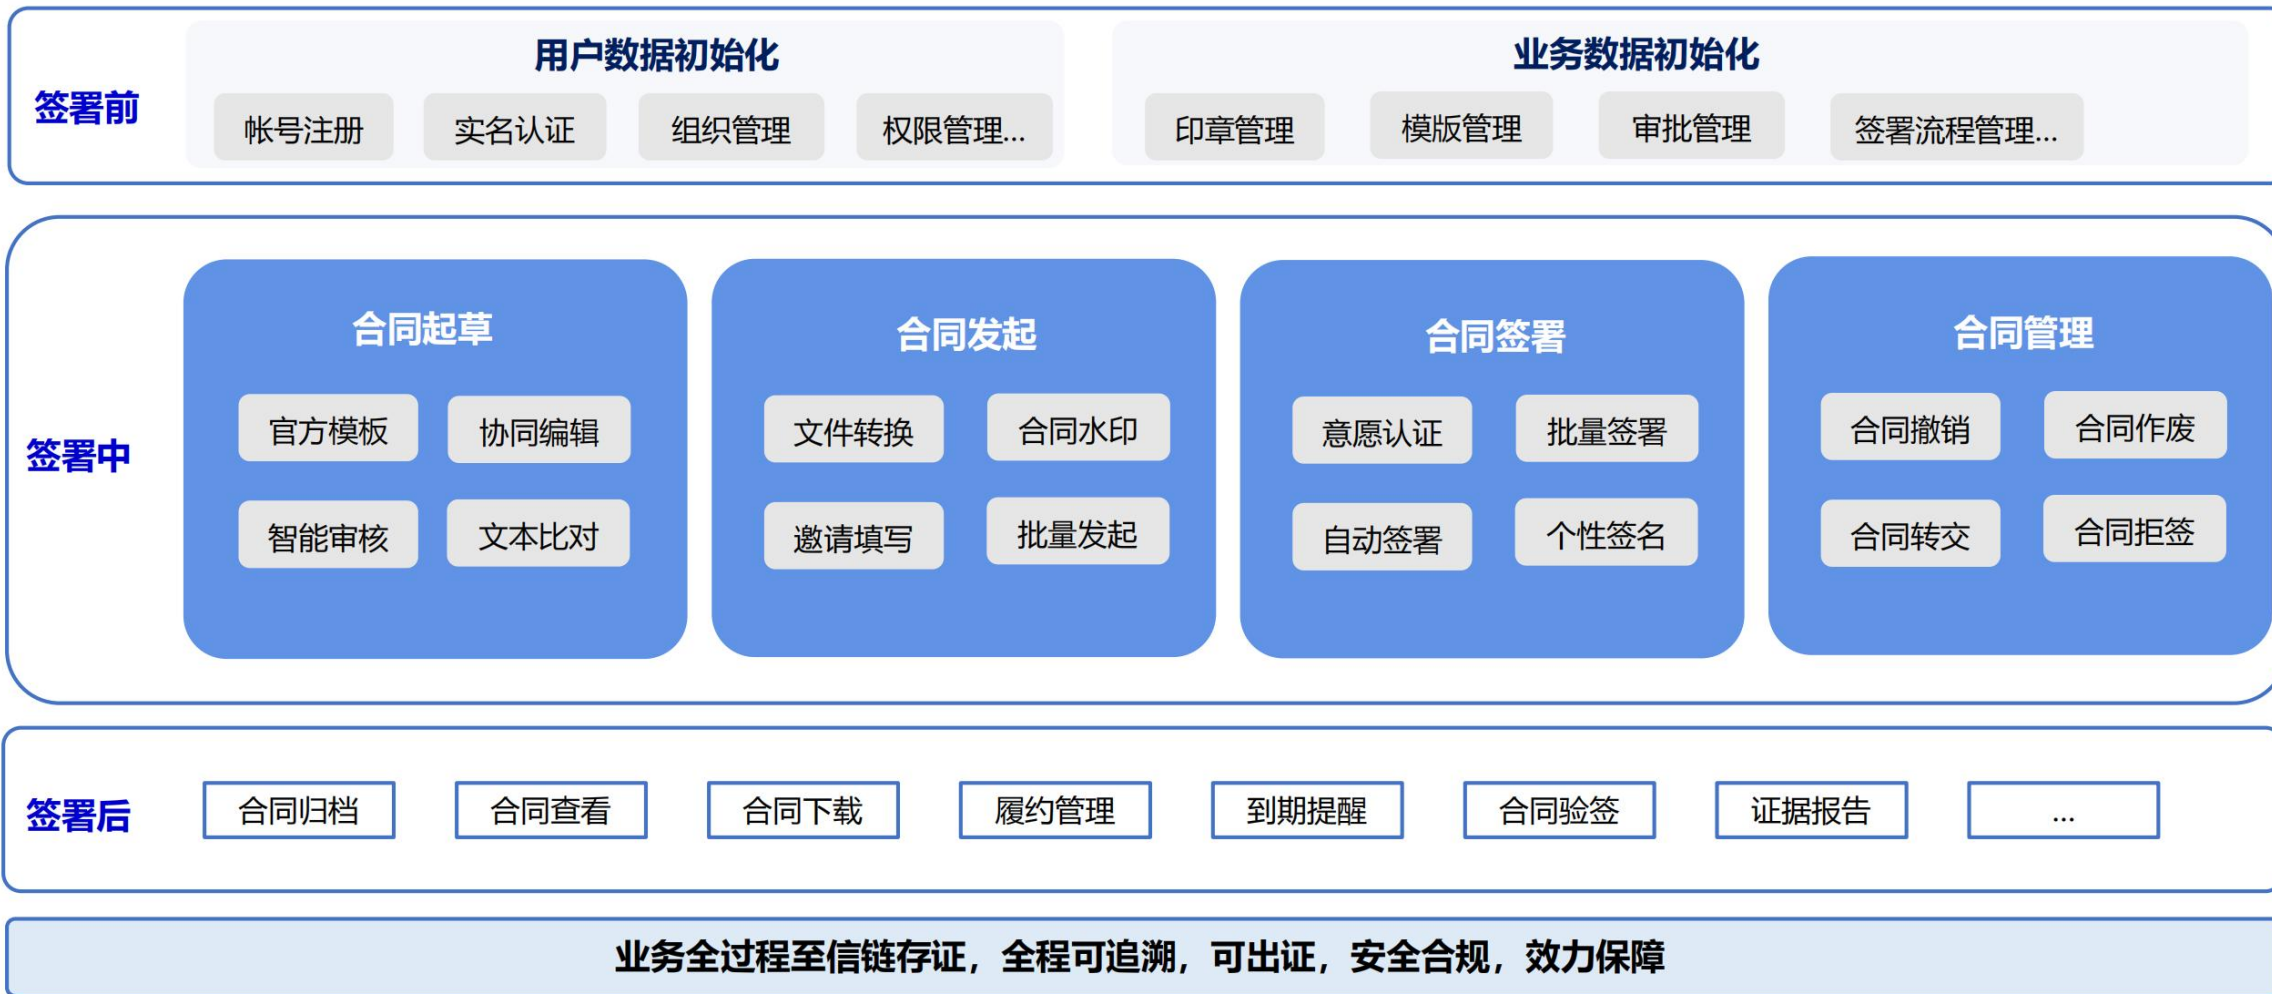 签署前
用户数据初始化
帐号注册
实名认证
组织管理
权限管理...
业务数据初始化
印章管理
模版管理
审批管理
签署流程管理...
签署中
合同起草
官方模板
协同编辑
智能审核
文本比对
合同发起
文件转换
合同水印
邀请填写
批量发起
合同签署
意愿认证
批量签署
自动签署
个性签名
合同管理
合同撤销
合同作废
合同转交
合同拒签
签署后
合同归档
合同查看
合同下载
履约管理
到期提醒
合同验签
证据报告
...
业务全过程至信链存证，全程可追溯，可出证，安全合规，效力保障